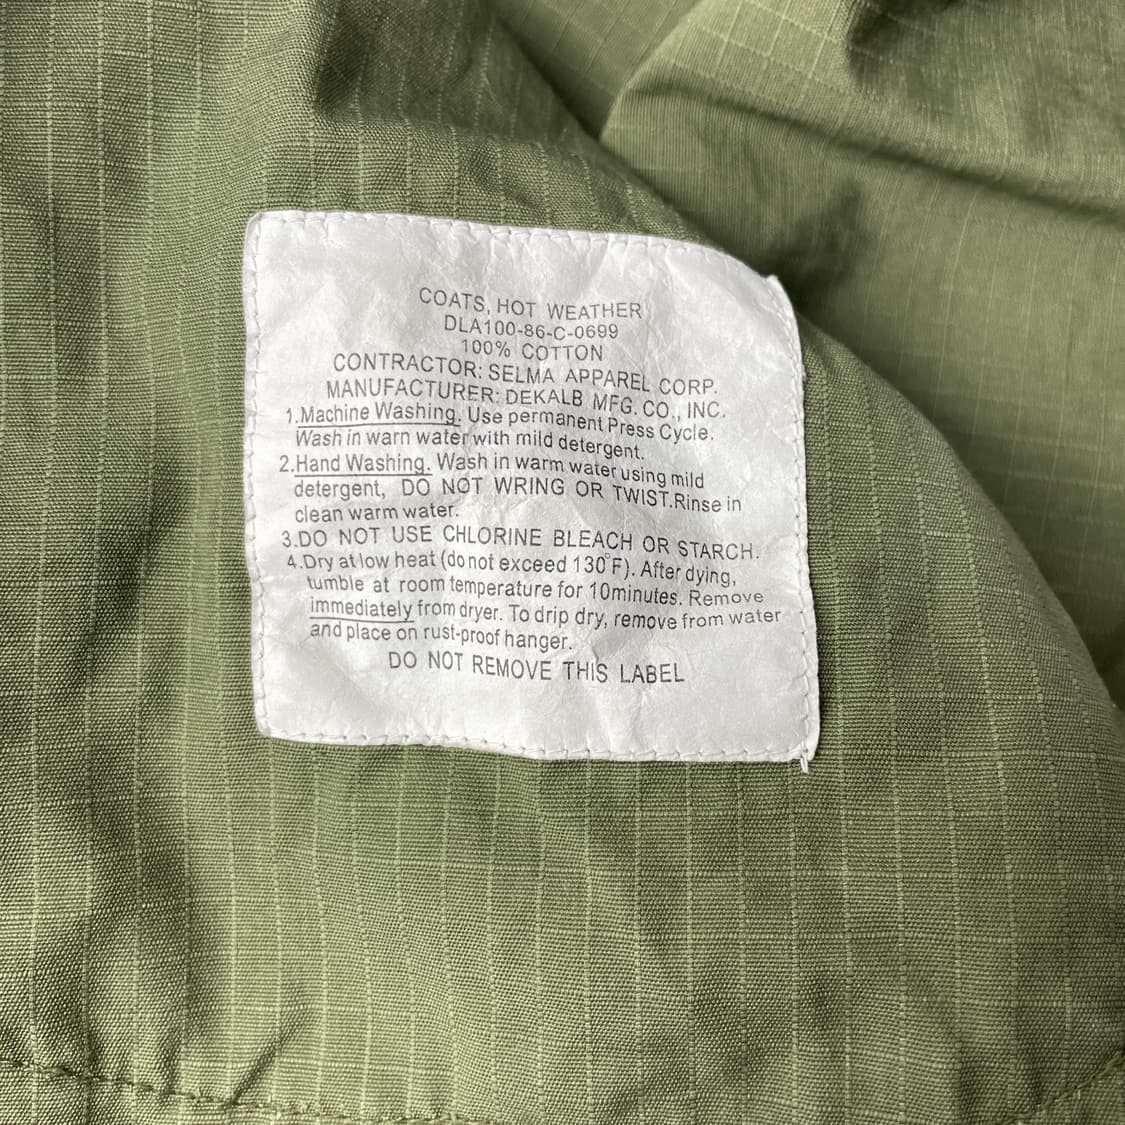 COATS, HOT WEATHER
DLA100-86-C-0699
100% COTTON
CONTRACTOR: SELMA APPAREL CORP.
MANUFACTURER: DEKALB MFG. CO., INC.
1.Machine Washing. Use permanent Press Cycle.
Wash in warn water with mild detergent.
2.Hand Washing. Wash in warm water using mild
detergent, DO NOT WRING OR TWIST.Rinse in
clean warm water.
3.DO NOT USE CHLORINE BLEACH OR STARCH.
4.Dry at low heat (do not exceed 130°F). After dying,
tumble at room temperature for 10minutes. Remove
immediately from dryer. To drip dry, remove from water
and place on rust-proof hanger.
DO NOT REMOVE THIS LABEL